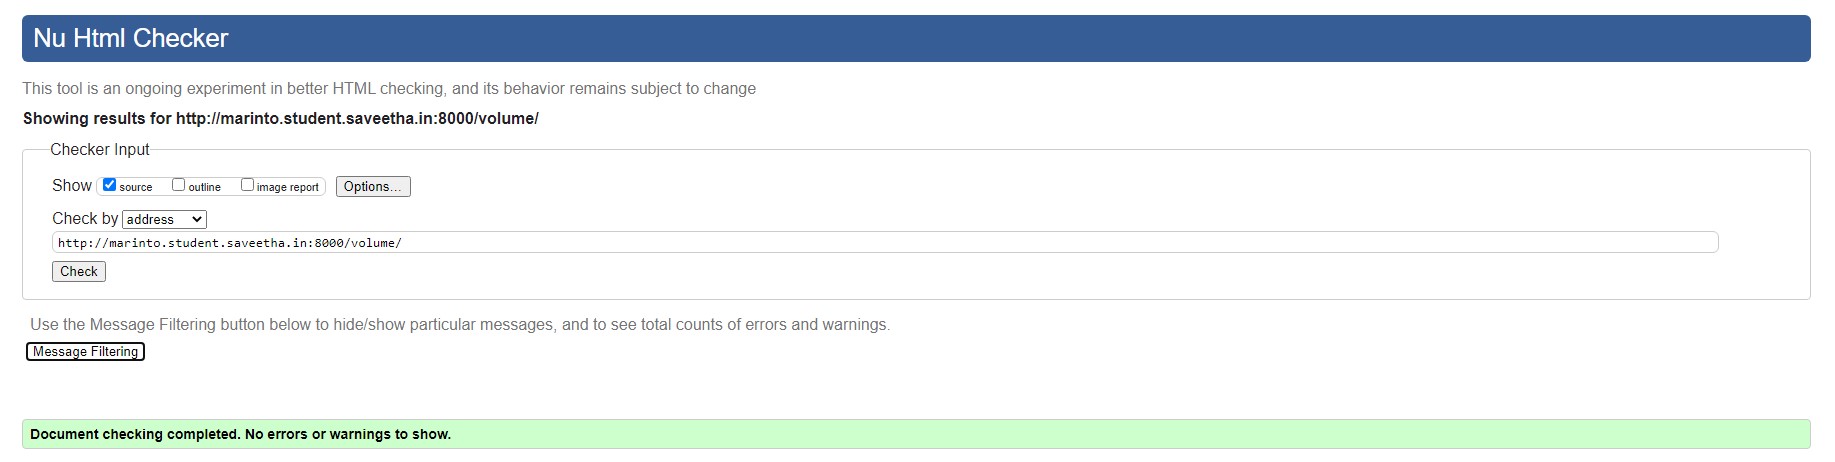 Nu Html Checker
This tool is an ongoing experiment in better HTML checking, and its behavior remains subject to change
Showing results for http://marinto.student.saveetha.in:8000/volume/
Checker Input
Show source outline image report Options...
Check by address
http://marinto.student.saveetha.in:8000/volume/
Check
Use the Message Filtering button below to hide/show particular messages, and to see total counts of errors and warnings.
Message Filtering
Document checking completed. No errors or warnings to show.